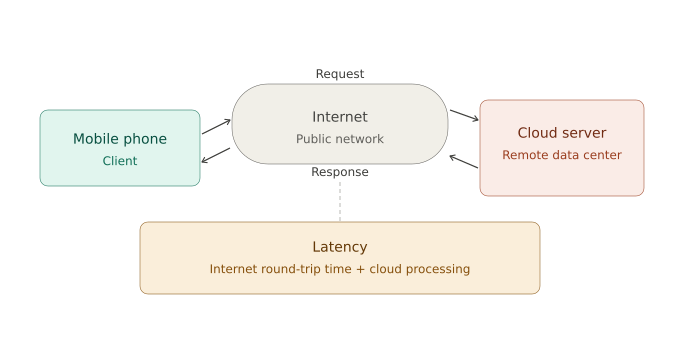 Request
Mobile phone
Client
Internet
Public network
Cloud server
Remote data center
Response
Latency
Internet round-trip time + cloud processing